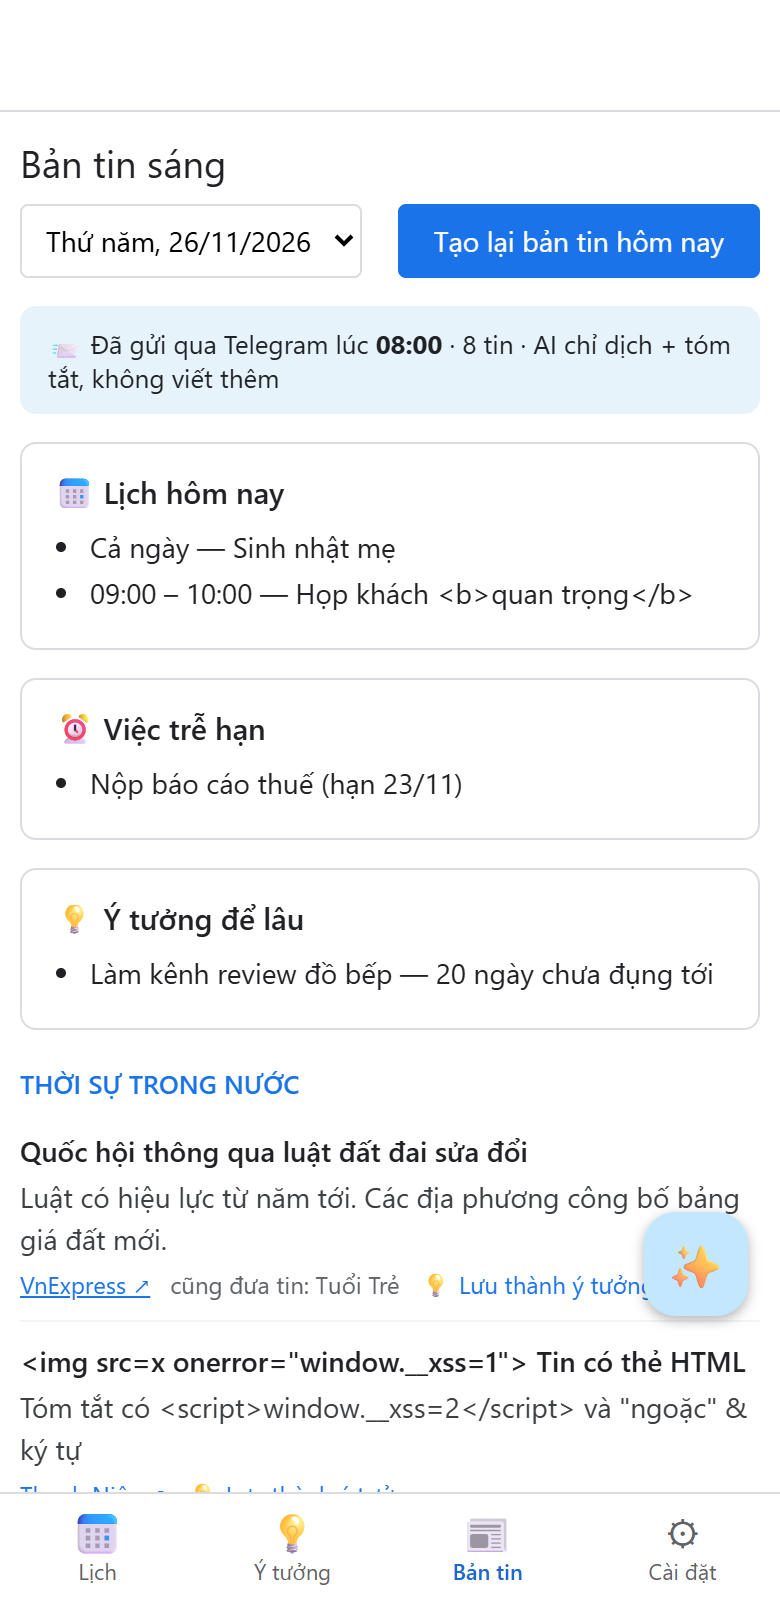 Bản tin sáng
Thứ năm, 26/11/2026
Tạo lại bản tin hôm nay
Đã gửi qua Telegram lúc 08:00 · 8 tin · AI chỉ dịch + tóm
tắt, không viết thêm
Lịch hôm nay
• Cả ngày — Sinh nhật mẹ
• 09:00 – 10:00 — Họp khách <b>quan trọng</b>
Việc trễ hạn
• Nộp báo cáo thuế (hạn 23/11)
Ý tưởng để lâu
• Làm kênh review đồ bếp — 20 ngày chưa đụng tới
THỜI SỰ TRONG NƯỚC
Quốc hội thông qua luật đất đai sửa đổi
Luật có hiệu lực từ năm tới. Các địa phương công bố bảng
giá đất mới.
VnExpress ↗ cũng đưa tin: Tuổi Trẻ Lưu thành ý tưởng
<img src=x onerror="window.__xss=1"> Tin có thẻ HTML
Tóm tắt có <script>window.__xss=2</script> và "ngoặc" &
ký tự
Lịch
Ý tưởng
Bản tin
Cài đặt